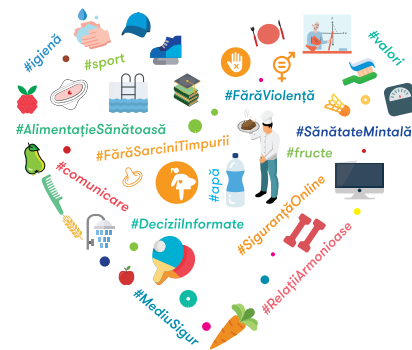 #igienă
#sport
#valori
#FărăViolență
#AlimentațieSănătoasă
#SănătateMintală
#FărăSarciniTimpurii
#fructe
#comunicare
#apă
#SiguranțăOnline
#DeciziiInformate
#RelațiiArmonioase
#MediuSigur